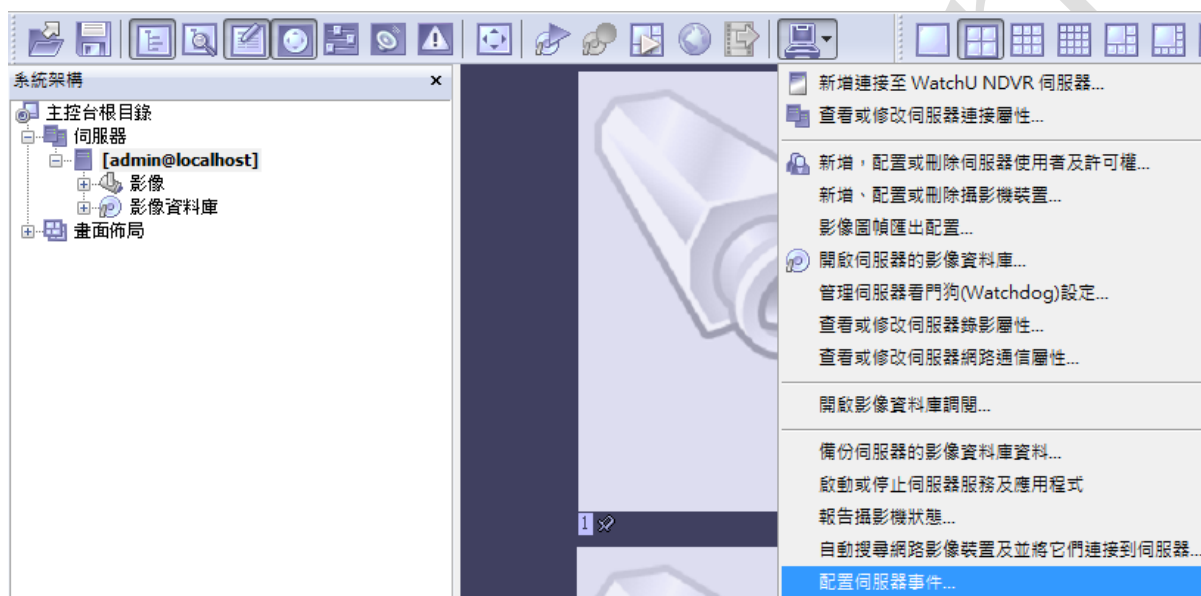 系統架構
主控台根目錄
伺服器
[admin@localhost]
影像
影像資料庫
畫面佈局
1
新增連接至 WatchU NDVR 伺服器...
查看或修改伺服器連接屬性...
新增，配置或刪除伺服器使用者及許可權...
新增、配置或刪除攝影機裝置...
影像圖幀匯出配置...
開啟伺服器的影像資料庫...
管理伺服器看門狗(Watchdog)設定...
查看或修改伺服器錄影屬性...
查看或修改伺服器網路通信屬性...
開啟影像資料庫調閱...
備份伺服器的影像資料庫資料...
啟動或停止伺服器服務及應用程式
報告攝影機狀態...
自動搜尋網路影像裝置及並將它們連接到伺服器...
配置伺服器事件...